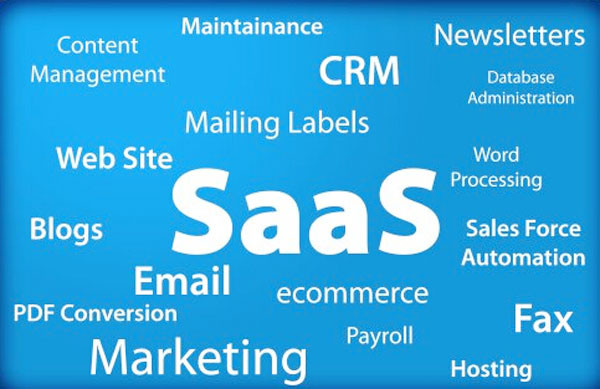 Maintainance
Content
Management
Newsletters
CRM
Database
Administration
Mailing Labels
Web Site
Word
Processing
SaaS
Blogs
Sales Force
Automation
Email
ecommerce
PDF Conversion
Fax
Payroll
Marketing
Hosting